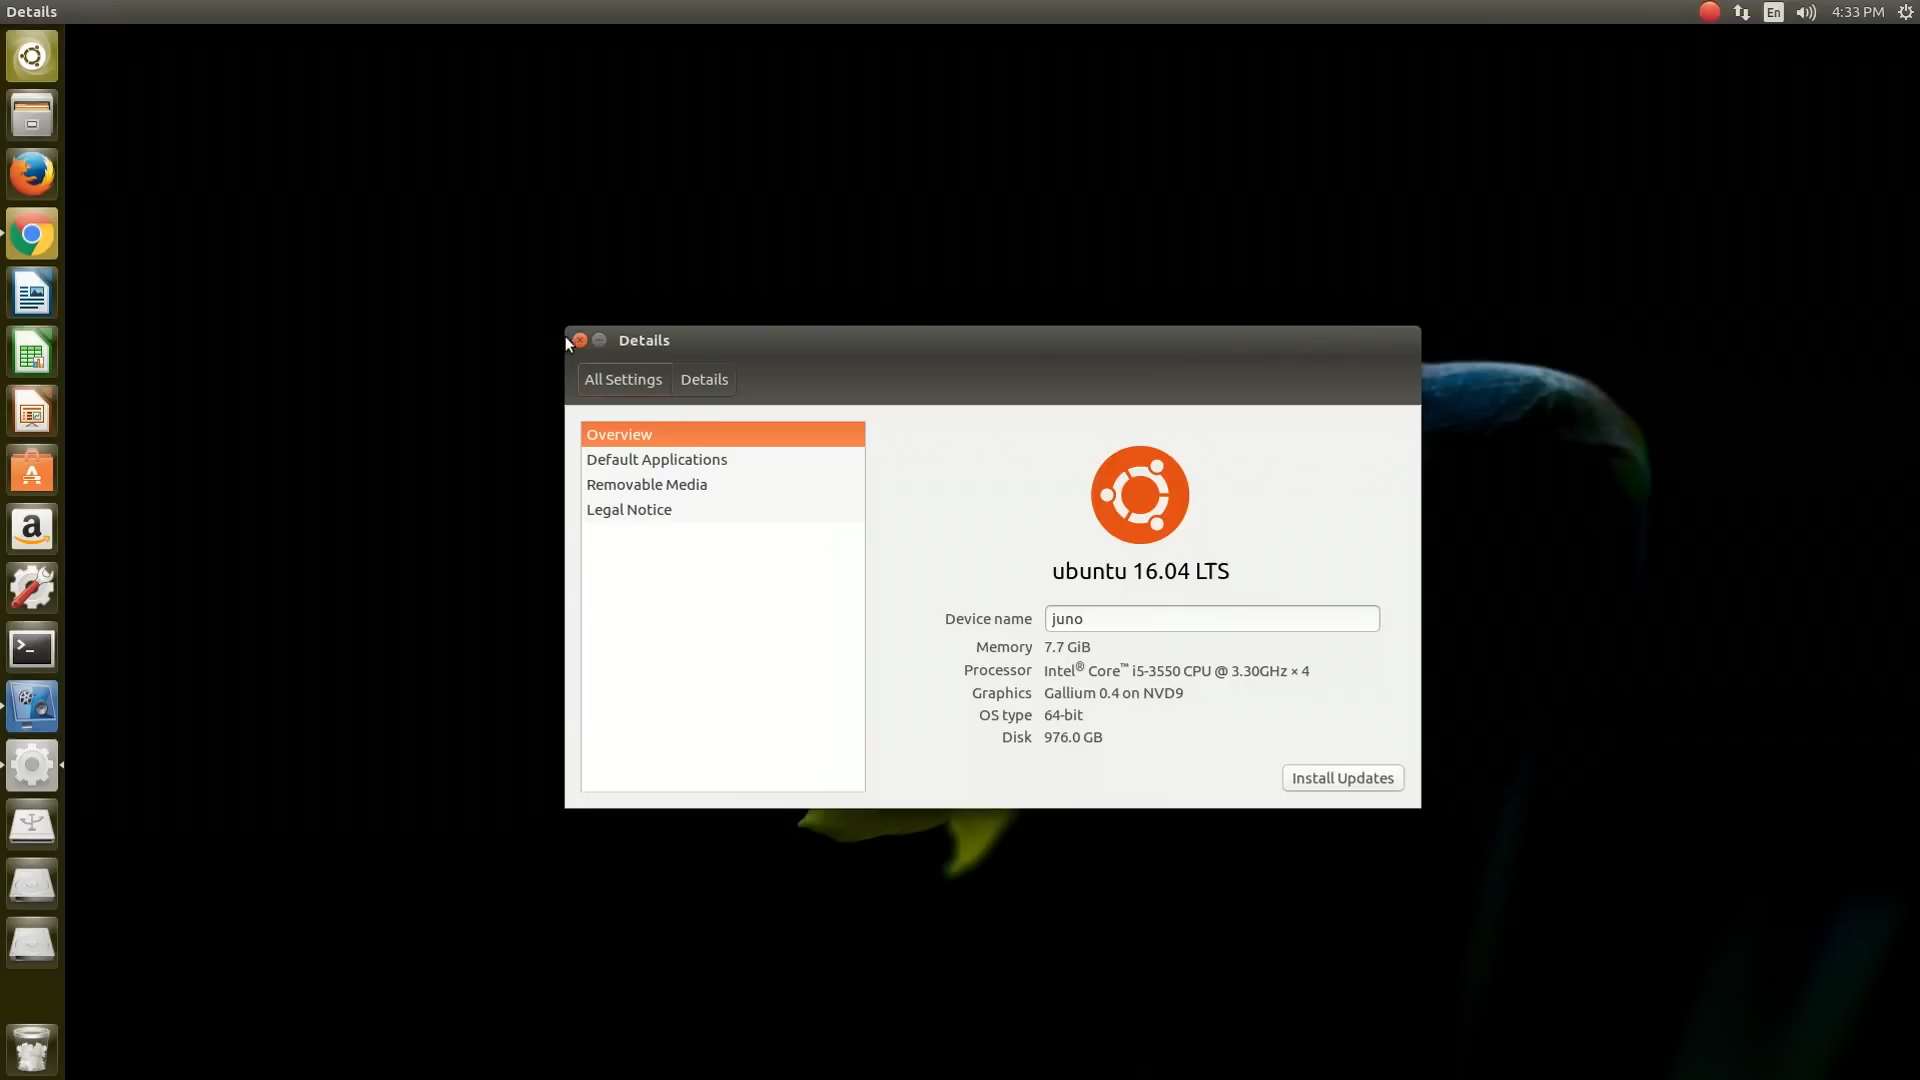 Details
En
4:33 PM
Details
All Settings Details
Overview
Default Applications
Removable Media
Legal Notice
ubuntu 16.04 LTS
Device name juno
Memory 7.7 GiB
Processor Intel® Core™ i5-3550 CPU @ 3.30GHz × 4
Graphics Gallium 0.4 on NVD9
OS type 64-bit
Disk 976.0 GB
Install Updates